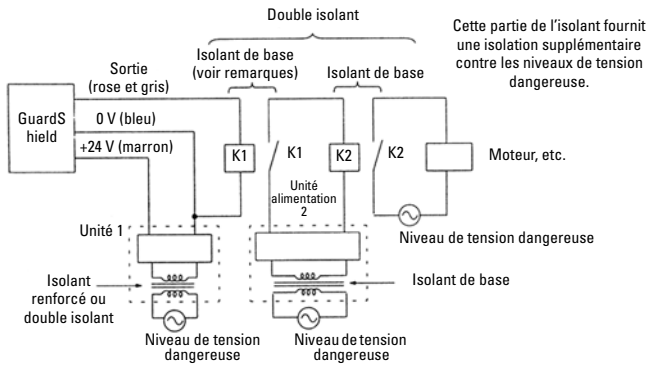 Double isolant
Cette partie de l'isolant fournit
une isolation supplémentaire
contre les niveaux de tension
dangereuse.
Isolant de base
(voir remarques)
Isolant de base
Sortie
(rose et gris)
GuardS
hield
0 V (bleu)
+24 V (marron)
K1
K1
K2
K2
Moteur, etc.
Unité
alimentation
2
Niveau de tension dangereuse
Unité 1
Isolant
renforcé ou
double isolant
Isolant de base
Niveau de tension
dangereuse
Niveau de tension
dangereuse